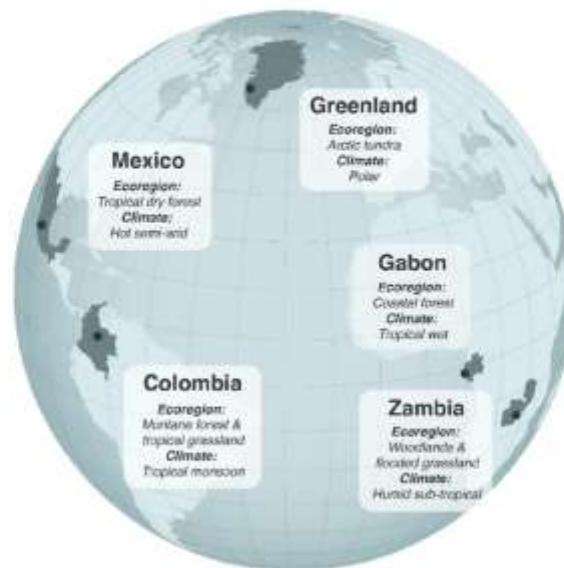 Greenland
Ecoregion:
Arctic tundra
Climate:
Polar
Mexico
Ecoregion:
Tropical dry forest
Climate:
Hot semi-arid
Gabon
Ecoregion:
Coastal forest
Climate:
Tropical wet
Colombia
Ecoregion:
Montane forest &
tropical grassland
Climate:
Tropical monsoon
Zambia
Ecoregion:
Woodlands &
flooded grassland
Climate:
Humid sub-tropical